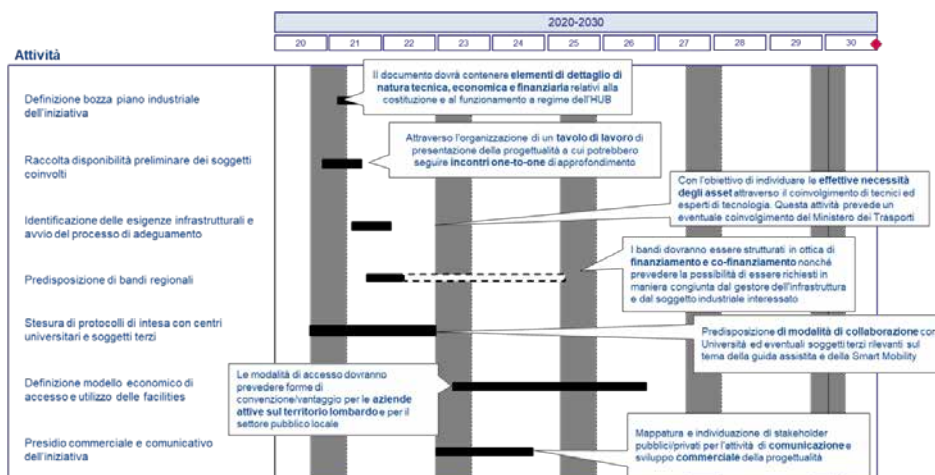 2020-2030
20 21 22 23 24 25 26 27 28 29 30
Attività
Definizione bozza piano industriale
dell'iniziativa
Il documento dovrà contenere elementi di dettaglio di
natura tecnica, economica e finanziaria relativi alla
costituzione e al funzionamento a regime dell'HUB
Raccolta disponibilità preliminare dei soggetti
coinvolti
Attraverso l'organizzazione di un tavolo di lavoro di
presentazione della progettualità a cui potrebbero
seguire incontri one-to-one di approfondimento
Identificazione delle esigenze infrastrutturali e
avvio del processo di adeguamento
Con l'obiettivo di individuare le effettive necessità
degli asset attraverso il coinvolgimento di tecnici ed
esperti di tecnologia. Questa attività prevede un
eventuale coinvolgimento del Ministero dei Trasporti
Predisposizione di bandi regionali
I bandi dovranno essere strutturati in ottica di
finanziamento e co-finanziamento nonché
prevedere la possibilità di essere richiesti in
maniera congiunta dal gestore dell'infrastruttura
e dal soggetto industriale interessato
Stesura di protocolli di intesa con centri
universitari e soggetti terzi
Predisposizione di modalità di collaborazione con
Università ed eventuali soggetti terzi rilevanti sul
tema della guida assistita e della Smart Mobility
Definizione modello economico di
accesso e utilizzo delle facilities
Le modalità di accesso dovranno
prevedere forme di
convenzione/vantaggio per le aziende
attive sul territorio lombardo e per il
settore pubblico locale
Presidio commerciale e comunicativo
dell'iniziativa
Mappatura e individuazione di stakeholder
pubblici/privati per l'attività di comunicazione e
sviluppo commerciale della progettualità